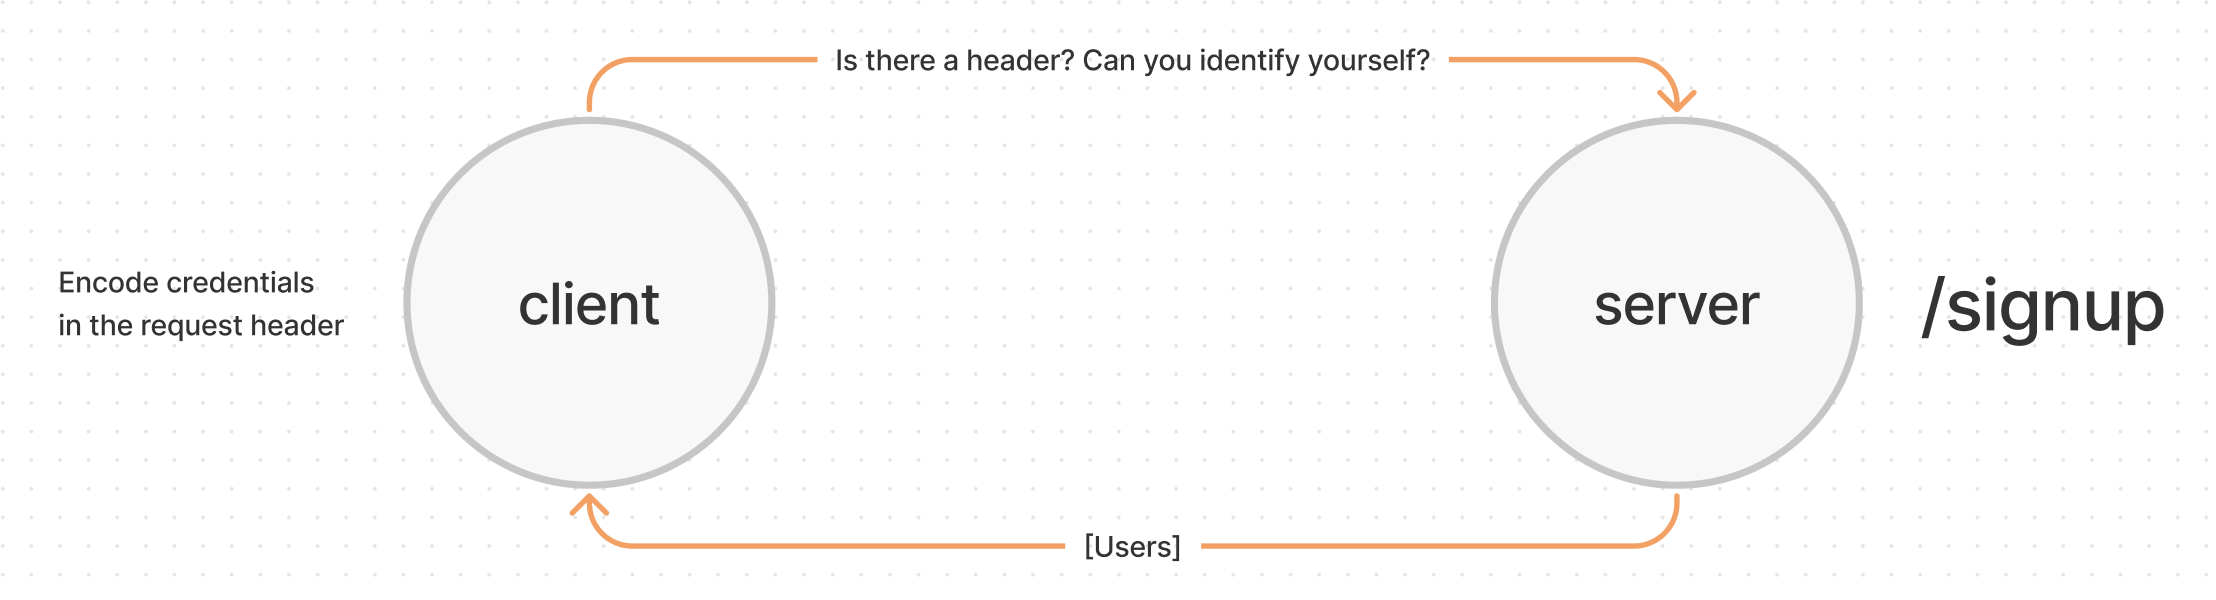 Is there a header? Can you identify yourself?
Encode credentials
in the request header
client
server
/signup
[Users]